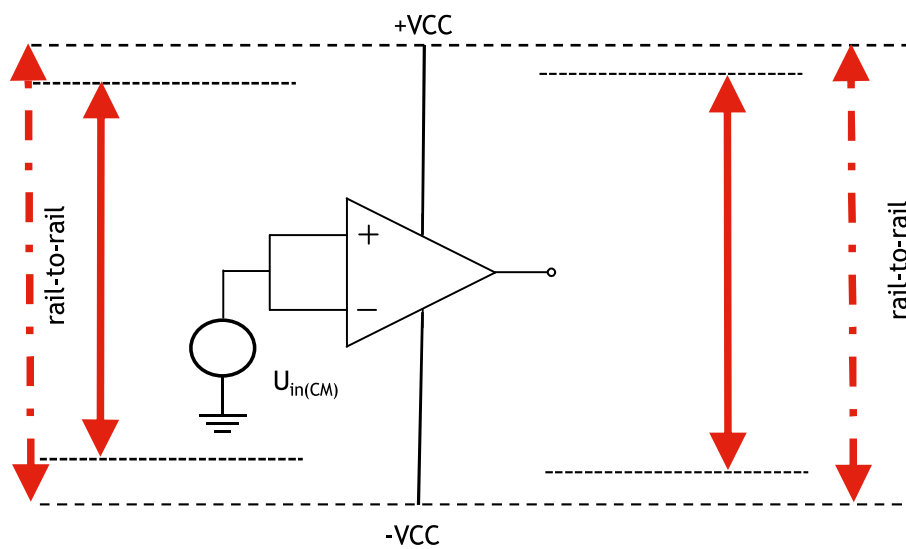 +VCC
rail-to-rail
rail-to-rail
+
−
U_in(CM)
-VCC